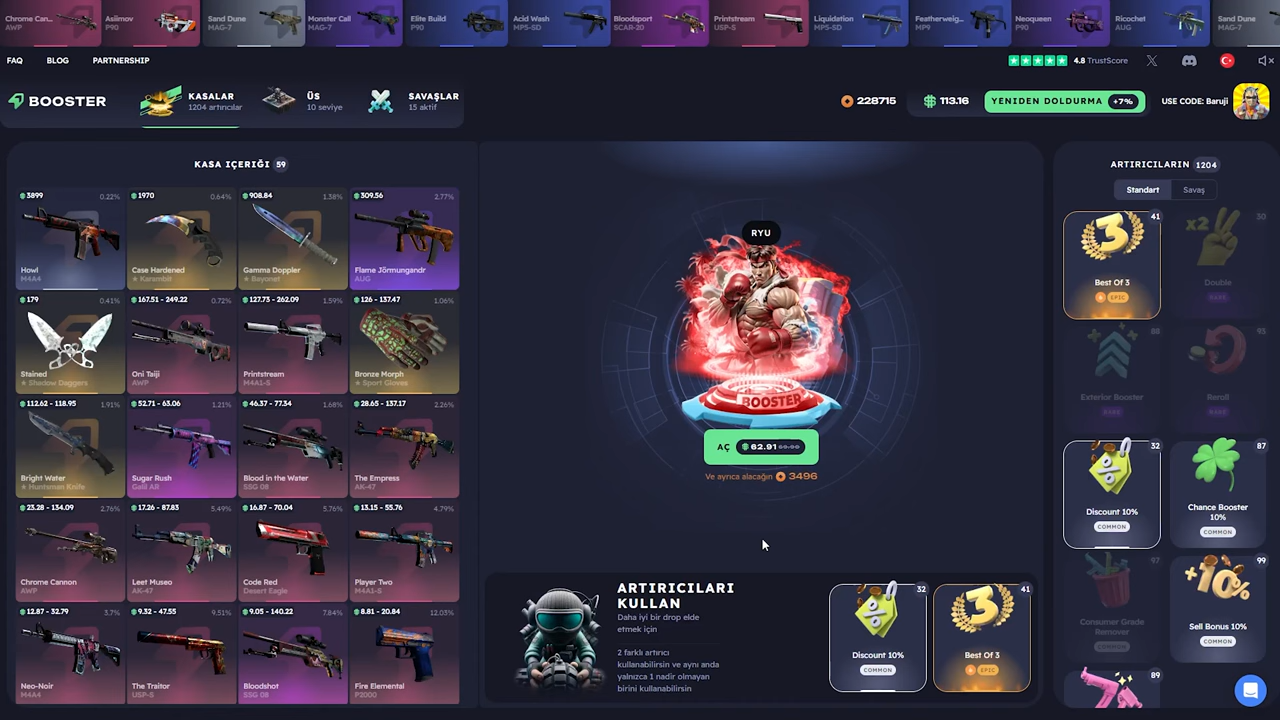 Chrome Can...
AWP
Asiimov
P90
Sand Dune
MAG-7
Monster Call
MAG-7
Elite Build
P90
Acid Wash
MP5-SD
Bloodsport
SCAR-20
Printstream
USP-S
Liquidation
MP5-SD
Featherweig...
MP9
Neoqueen
P90
Ricochet
AUG
Sand Dune
MAG-7
FAQ
BLOG
PARTNERSHIP
4.8 TrustScore
BOOSTER
KASALAR
1204 artırıcılar
ÜS
10 seviye
SAVAŞLAR
15 aktif
228715
113.16
YENIDEN DOLDURMA +7%
USE CODE: Baruji
KASA IÇERIĞI 59
3899 0.22%
Howl
M4A4
1970 0.64%
Case Hardened
★ Karambit
908.84 1.38%
Gamma Doppler
★ Bayonet
309.56 2.77%
Flame Jörmungandr
AUG
179 0.41%
Stained
★ Shadow Daggers
167.51 - 249.22 0.72%
Oni Taiji
AWP
127.73 - 262.09 1.59%
Printstream
M4A1-S
126 - 137.47 1.06%
Bronze Morph
★ Sport Gloves
112.62 - 118.95 1.91%
Bright Water
★ Huntsman Knife
52.71 - 63.06 1.21%
Sugar Rush
Galil AR
46.37 - 77.34 1.68%
Blood in the Water
SSG 08
28.65 - 137.17 2.26%
The Empress
AK-47
23.28 - 134.09 2.76%
Chrome Cannon
AWP
17.26 - 87.83 5.49%
Leet Museo
AK-47
16.87 - 70.04 5.76%
Code Red
Desert Eagle
13.15 - 55.76 4.79%
Player Two
M4A1-S
12.87 - 32.79 3.7%
Neo-Noir
M4A4
9.32 - 47.55 9.51%
The Traitor
USP-S
9.05 - 140.22 7.84%
Bloodshot
SSG 08
8.81 - 20.84 12.03%
Fire Elemental
P2000
RYU
BOOSTER
AÇ 62.91 69.90
Ve ayrıca alacağın 3496
ARTIRICILARI
KULLAN
Daha iyi bir drop elde
etmek için
2 farklı artırıcı
kullanabilirsin ve aynı anda
yalnızca 1 nadir olmayan
birini kullanabilirsin
32
Discount 10%
COMMON
41
3
Best Of 3
EPIC
ARTIRICILARIN 1204
Standart
Savaş
41
3
Best Of 3
EPIC
30
x2
Double
RARE
88
Exterior Booster
RARE
93
Reroll
RARE
32
Discount 10%
COMMON
87
Chance Booster
10%
COMMON
97
Consumer Grade
Remover
COMMON
99
+10%
Sell Bonus 10%
COMMON
89